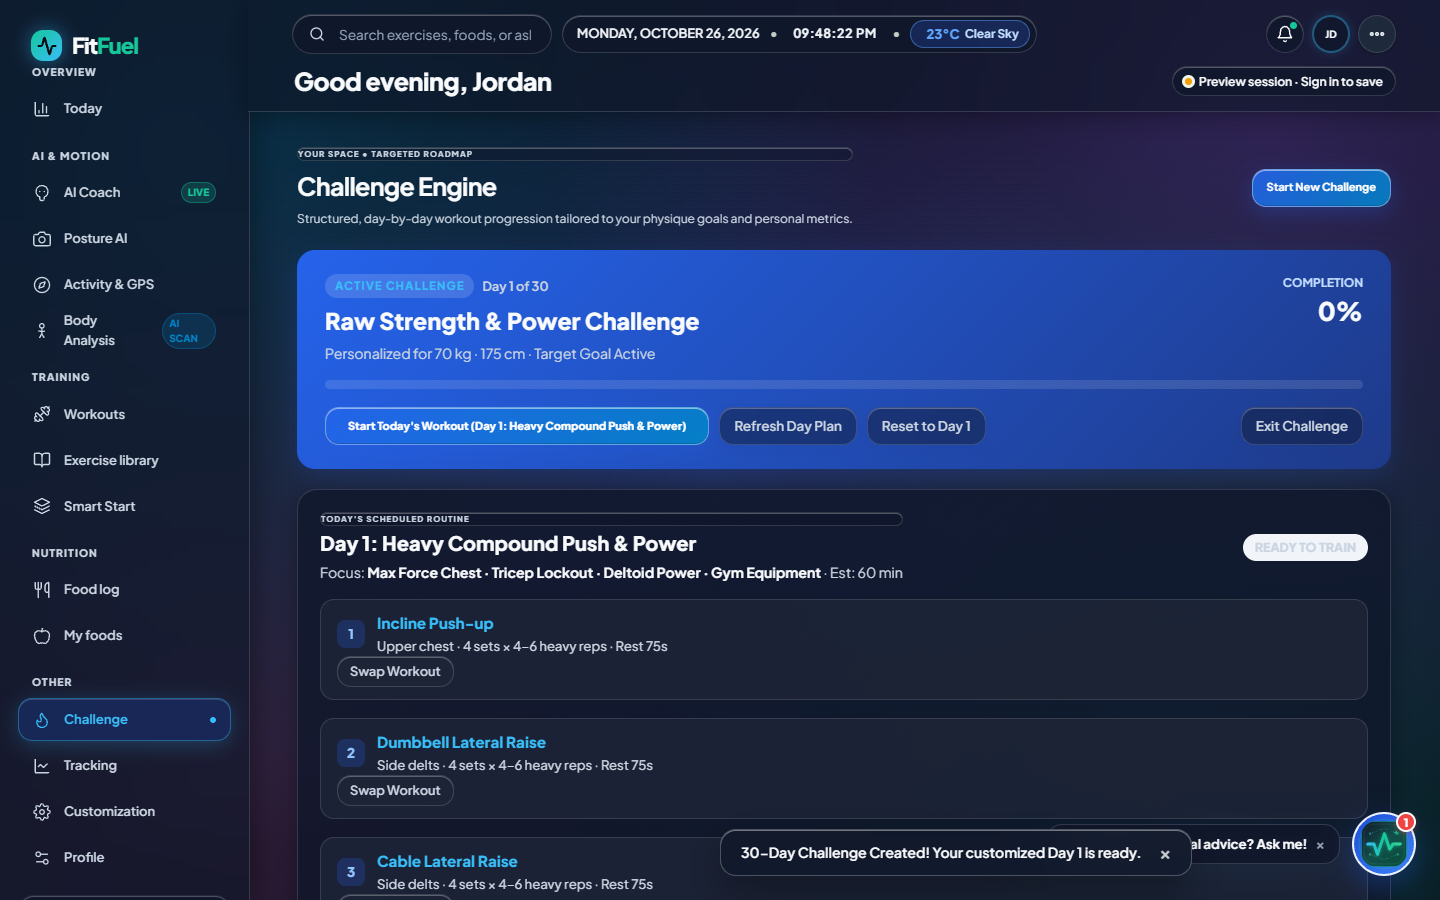 FitFuel
OVERVIEW
Today
AI & MOTION
AI Coach
LIVE
Posture AI
Activity & GPS
Body
Analysis
AI
SCAN
TRAINING
Workouts
Exercise library
Smart Start
NUTRITION
Food log
My foods
OTHER
Challenge
Tracking
Customization
Profile
Search exercises, foods, or asl
MONDAY, OCTOBER 26, 2026 • 09:48:22 PM • 23°C Clear Sky
JD
Good evening, Jordan
Preview session · Sign in to save
YOUR SPACE • TARGETED ROADMAP
Challenge Engine
Structured, day-by-day workout progression tailored to your physique goals and personal metrics.
Start New Challenge
ACTIVE CHALLENGE Day 1 of 30
Raw Strength & Power Challenge
Personalized for 70 kg · 175 cm · Target Goal Active
COMPLETION
0%
Start Today's Workout (Day 1: Heavy Compound Push & Power)
Refresh Day Plan
Reset to Day 1
Exit Challenge
TODAY'S SCHEDULED ROUTINE
Day 1: Heavy Compound Push & Power
Focus: Max Force Chest · Tricep Lockout · Deltoid Power · Gym Equipment · Est: 60 min
READY TO TRAIN
1
Incline Push-up
Upper chest · 4 sets × 4–6 heavy reps · Rest 75s
Swap Workout
2
Dumbbell Lateral Raise
Side delts · 4 sets × 4–6 heavy reps · Rest 75s
Swap Workout
3
Cable Lateral Raise
Side delts · 4 sets × 4–6 heavy reps · Rest 75s
30-Day Challenge Created! Your customized Day 1 is ready. ×
al advice? Ask me! ×
1